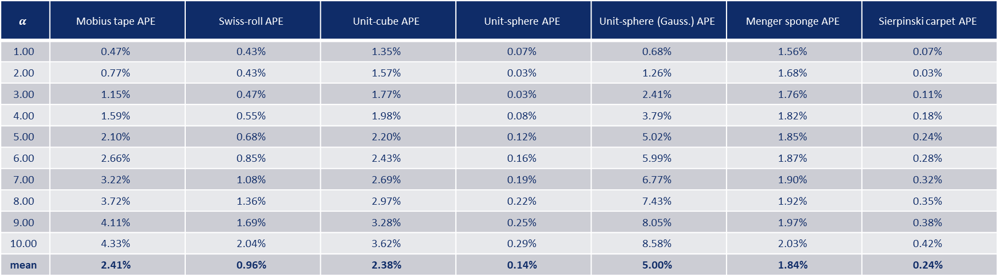 α Mobius tape APE Swiss-roll APE Unit-cube APE Unit-sphere APE Unit-sphere (Gauss.) APE Menger sponge APE Sierpinski carpet APE
1.00 0.47% 0.43% 1.35% 0.07% 0.68% 1.56% 0.07%
2.00 0.77% 0.43% 1.57% 0.03% 1.26% 1.68% 0.03%
3.00 1.15% 0.47% 1.77% 0.03% 2.41% 1.76% 0.11%
4.00 1.59% 0.55% 1.98% 0.08% 3.79% 1.82% 0.18%
5.00 2.10% 0.68% 2.20% 0.12% 5.02% 1.85% 0.24%
6.00 2.66% 0.85% 2.43% 0.16% 5.99% 1.87% 0.28%
7.00 3.22% 1.08% 2.69% 0.19% 6.77% 1.90% 0.32%
8.00 3.72% 1.36% 2.97% 0.22% 7.43% 1.92% 0.35%
9.00 4.11% 1.69% 3.28% 0.25% 8.05% 1.97% 0.38%
10.00 4.33% 2.04% 3.62% 0.29% 8.58% 2.03% 0.42%
mean 2.41% 0.96% 2.38% 0.14% 5.00% 1.84% 0.24%